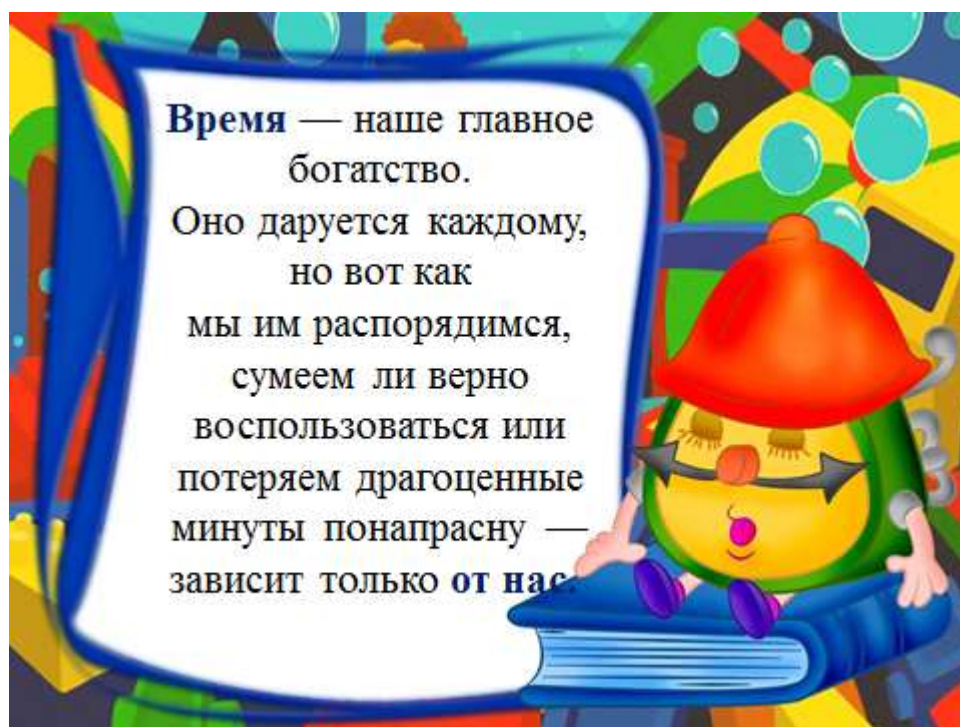 Время — наше главное
богатство.
Оно даруется каждому,
но вот как
мы им распорядимся,
сумеем ли верно
воспользоваться или
потеряем драгоценные
минуты понапрасну —
зависит только от нас.